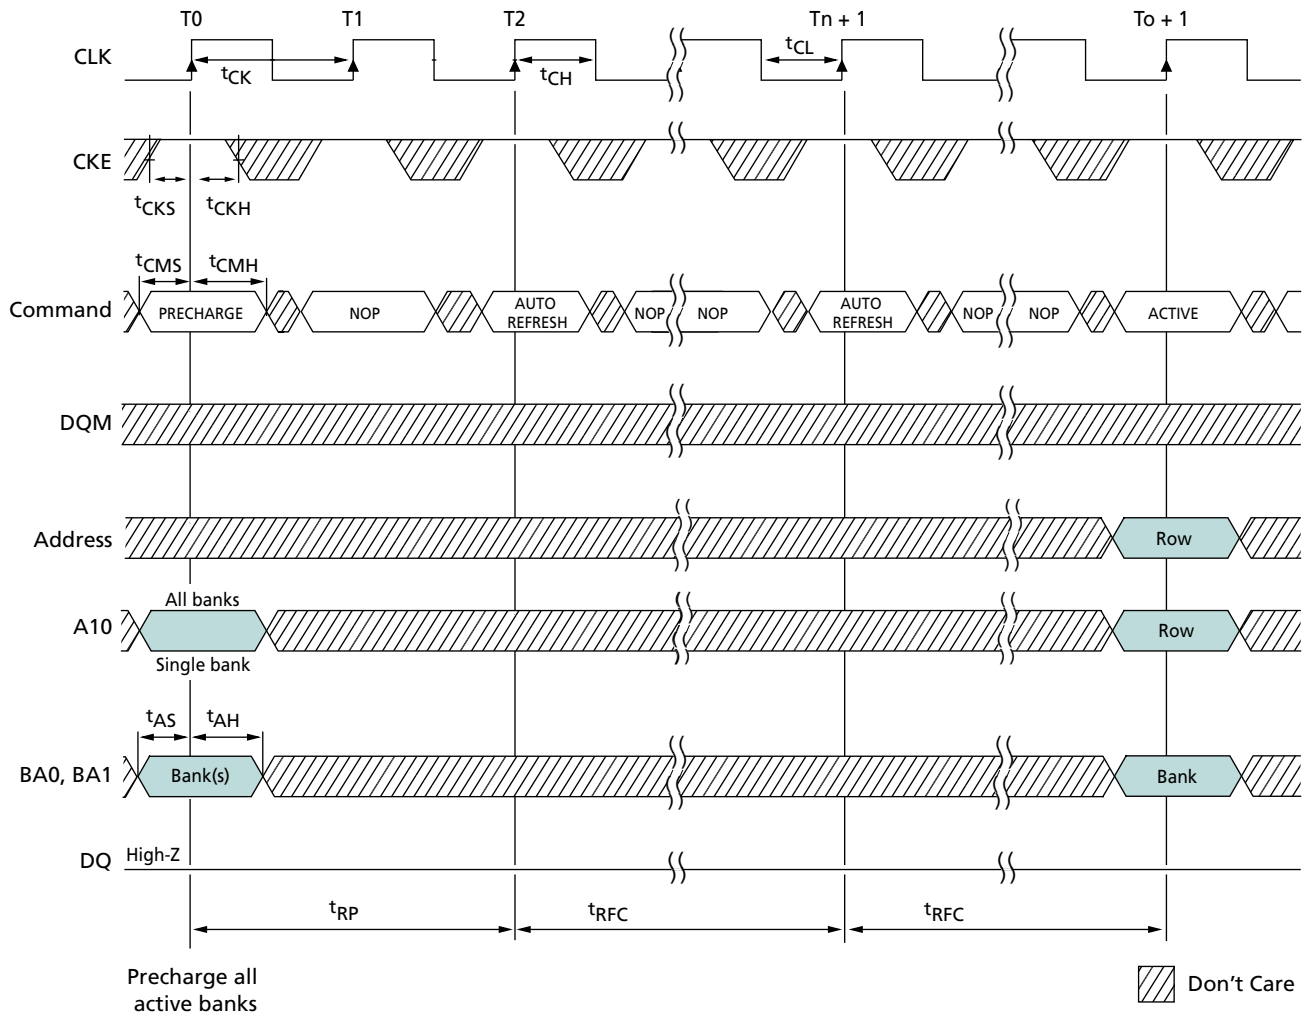 T0 T1 T2 Tn + 1 To + 1
CLK
tCK tCH tCL
CKE
tCKS tCKH
tCMS tCMH
Command PRECHARGE NOP AUTO REFRESH NOP NOP AUTO REFRESH NOP NOP ACTIVE
DQM
Address Row
All banks
A10 Row
Single bank
tAS tAH
BA0, BA1 Bank(s) Bank
DQ High-Z
tRP tRFC tRFC
Precharge all
active banks
Don't Care